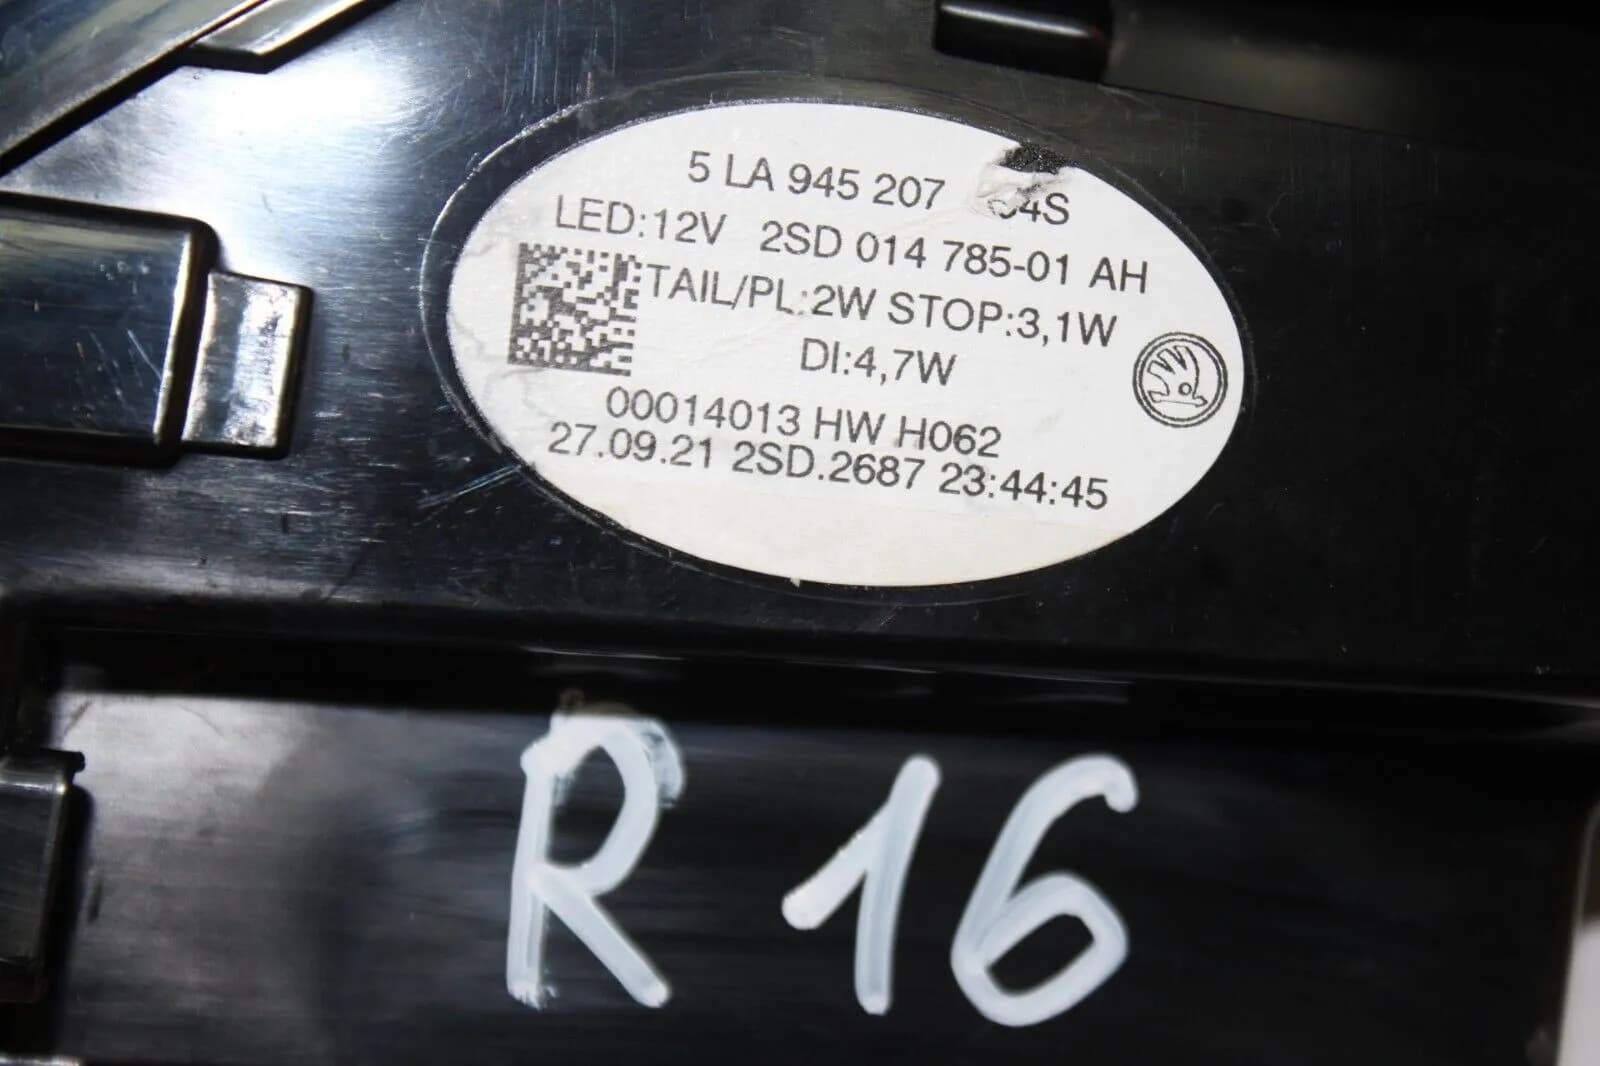 5 LA 945 207
LED:12V 2SD 014 785-01 AH
TAIL/PL:2W STOP:3,1W
DI:4,7W
00014013 HW H062
27.09.21 2SD.2687 23:44:45
R 16